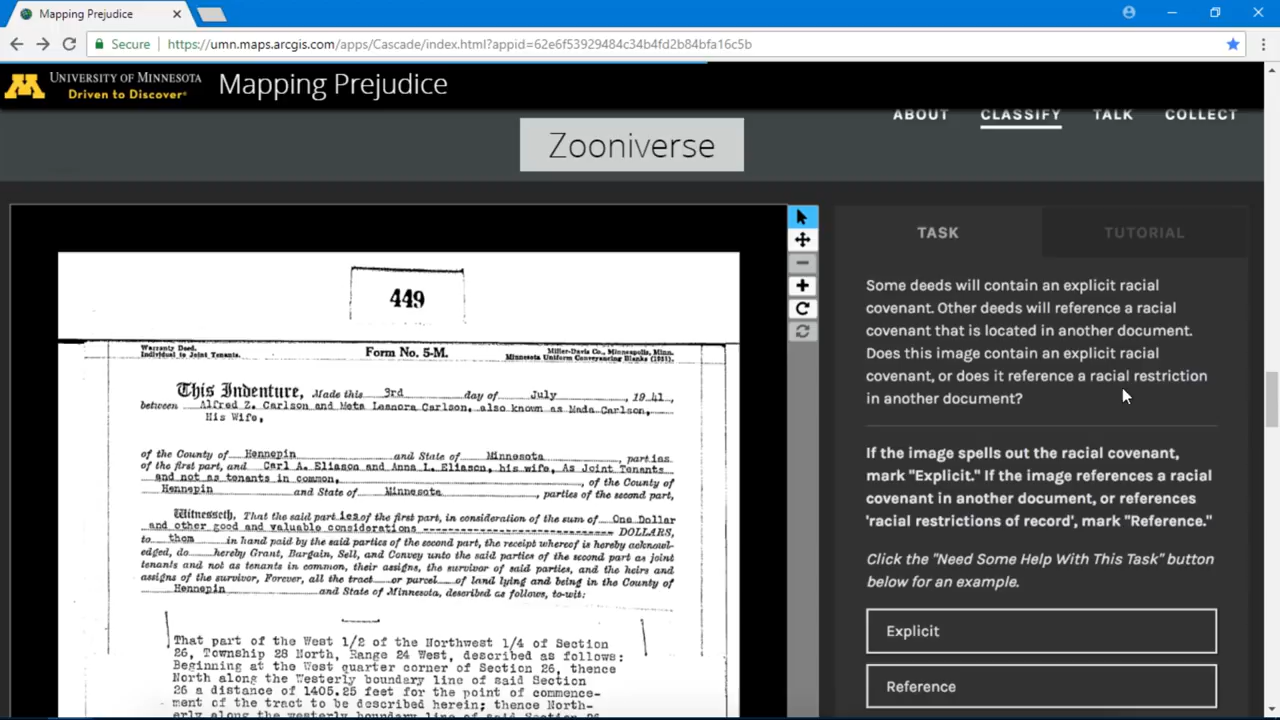 Mapping Prejudice
Secure
https://umn.maps.arcgis.com/apps/Cascade/index.html?appid=62e6f53929484c34b4fd2b84bfa16c5b
UNIVERSITY OF MINNESOTA
Driven to Discover®
Mapping Prejudice
ABOUT CLASSIFY TALK COLLECT
Zooniverse
449
Warranty Deed.
Individual to Joint Tenants.
Form No. 5-M.
Miller-Davis Co., Minneapolis, Minn.
Minnesota Uniform Conveyancing Blanks (1931).
This Indenture, Made this 3rd day of July, 1941,
between Alfred Z. Carlson and Meta Leanora Carlson, also known as Mada Carlson,
His Wife,
of the County of Hennepin and State of Minnesota, parties
of the first part, and Carl A. Eliason and Anna L. Eliason, his wife, As Joint Tenants
and not as tenants in common, of the County of
Hennepin and State of Minnesota, parties of the second part,
Witnesseth, That the said parties of the first part, in consideration of the sum of One Dollar
and other good and valuable considerations DOLLARS,
to them in hand paid by the said parties of the second part, the receipt whereof is hereby acknowl-
edged, do hereby Grant, Bargain, Sell, and Convey unto the said parties of the second part as joint
tenants and not as tenants in common, their assigns, the survivor of said parties, and the heirs and
assigns of the survivor, Forever, all the tract or parcel of land lying and being in the County of
Hennepin and State of Minnesota, described as follows, to-wit:
That part of the West 1/2 of the Northwest 1/4 of Section
26, Township 28 North, Range 24 West, described as follows:
Beginning at the West quarter corner of Section 26, thence
North along the Westerly boundary line of said Section
26 a distance of 1405.25 feet for the point of commence-
ment of the tract to be described herein; thence North-
erly along the westerly boundary line of said Section 26
TASK
TUTORIAL
Some deeds will contain an explicit racial
covenant. Other deeds will reference a racial
covenant that is located in another document.
Does this image contain an explicit racial
covenant, or does it reference a racial restriction
in another document?
If the image spells out the racial covenant,
mark "Explicit." If the image references a racial
covenant in another document, or references
'racial restrictions of record', mark "Reference."
Click the "Need Some Help With This Task" button
below for an example.
Explicit
Reference